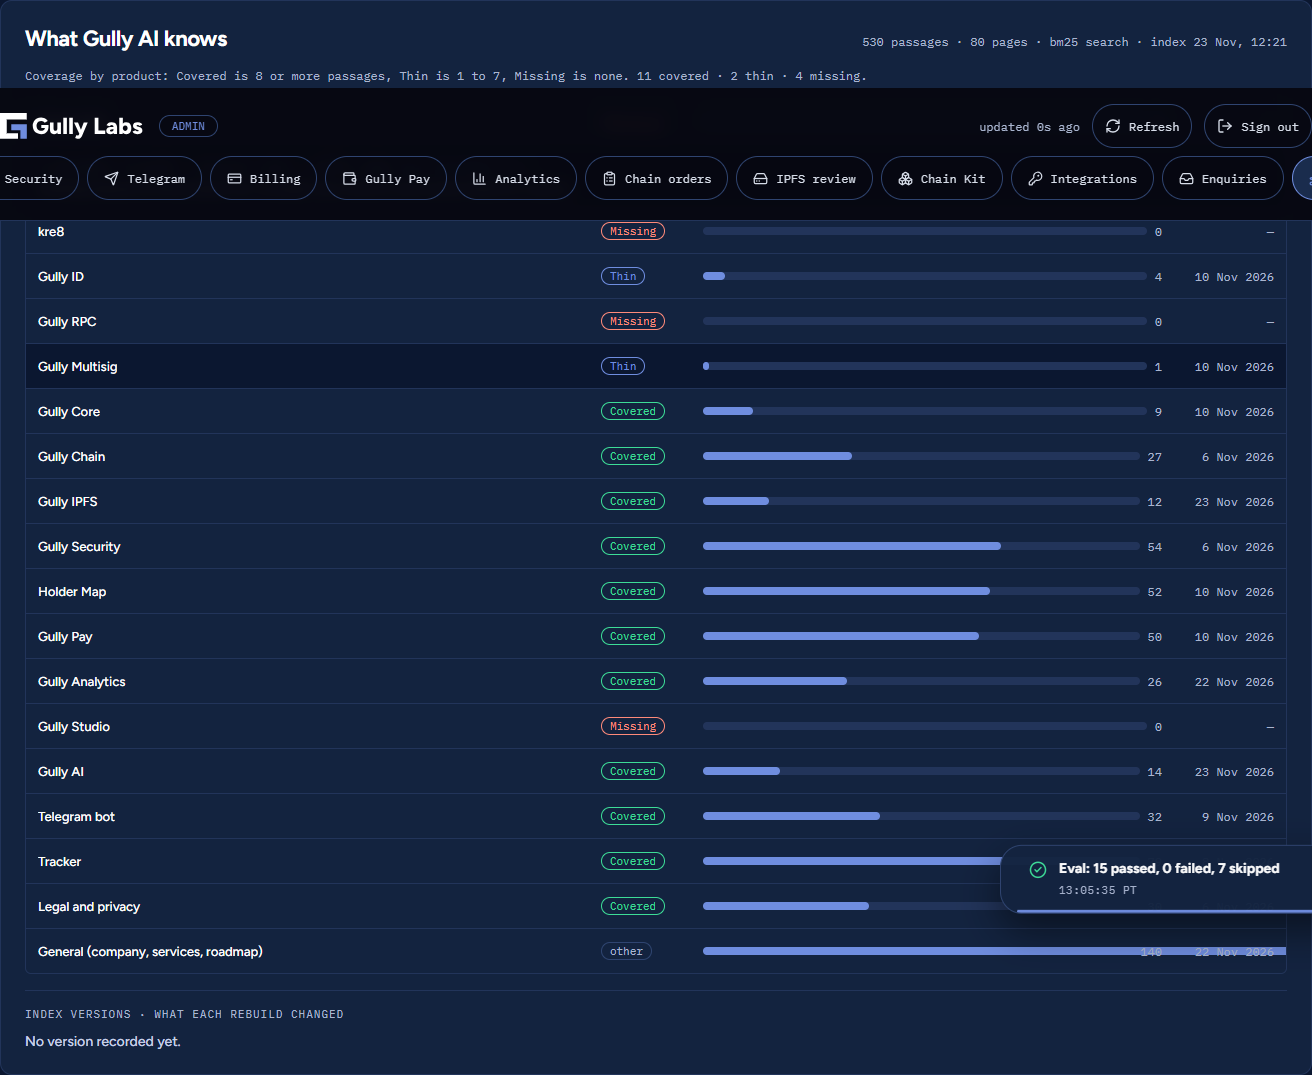 What Gully AI knows
530 passages · 80 pages · bm25 search · index 23 Nov, 12:21
Coverage by product: Covered is 8 or more passages, Thin is 1 to 7, Missing is none. 11 covered · 2 thin · 4 missing.
Gully Labs ADMIN updated 0s ago Refresh Sign out
Security Telegram Billing Gully Pay Analytics Chain orders IPFS review Chain Kit Integrations Enquiries
kre8 Missing 0 —
Gully ID Thin 4 10 Nov 2026
Gully RPC Missing 0 —
Gully Multisig Thin 1 10 Nov 2026
Gully Core Covered 9 10 Nov 2026
Gully Chain Covered 27 6 Nov 2026
Gully IPFS Covered 12 23 Nov 2026
Gully Security Covered 54 6 Nov 2026
Holder Map Covered 52 10 Nov 2026
Gully Pay Covered 50 10 Nov 2026
Gully Analytics Covered 26 22 Nov 2026
Gully Studio Missing 0 —
Gully AI Covered 14 23 Nov 2026
Telegram bot Covered 32 9 Nov 2026
Tracker Covered
Eval: 15 passed, 0 failed, 7 skipped
13:05:35 PT
Legal and privacy Covered
General (company, services, roadmap) other 140 22 Nov 2026
INDEX VERSIONS · WHAT EACH REBUILD CHANGED
No version recorded yet.